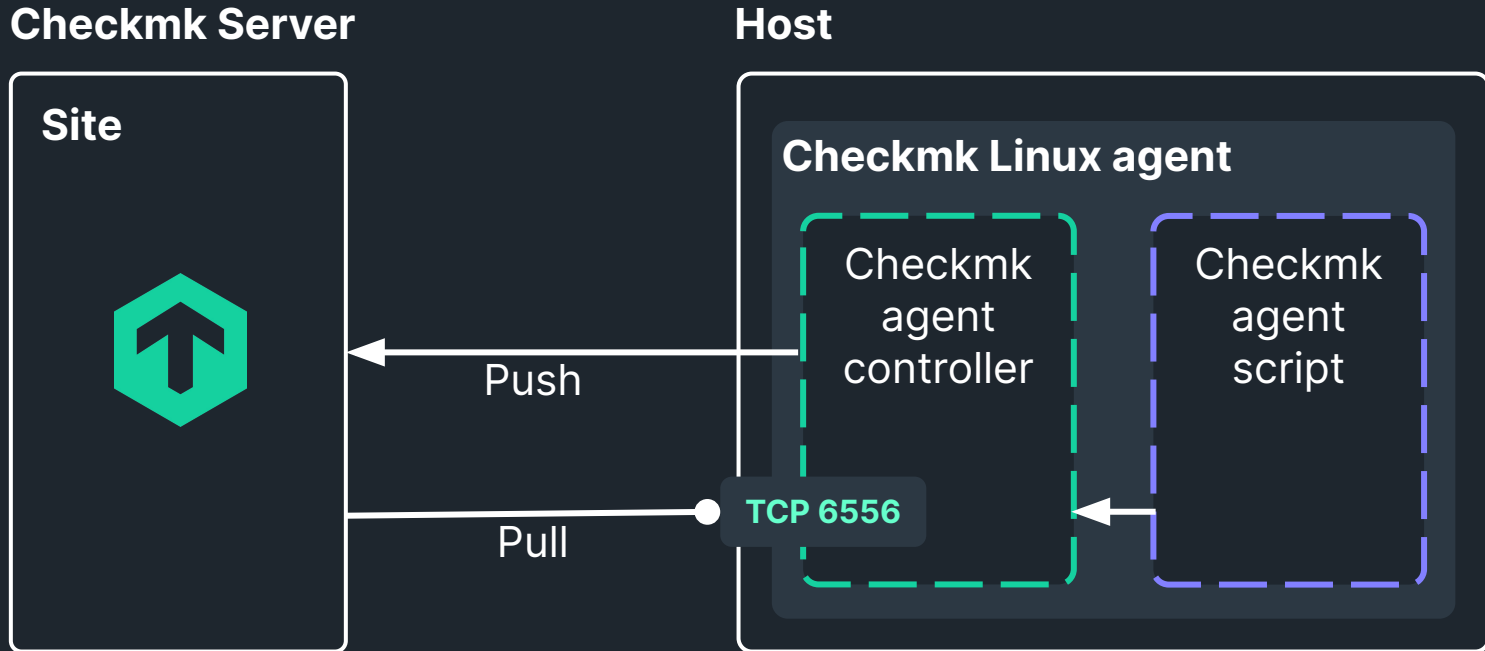 Checkmk Server
Host
Site
Checkmk Linux agent
Checkmk
agent
controller
Checkmk
agent
script
Push
TCP 6556
Pull